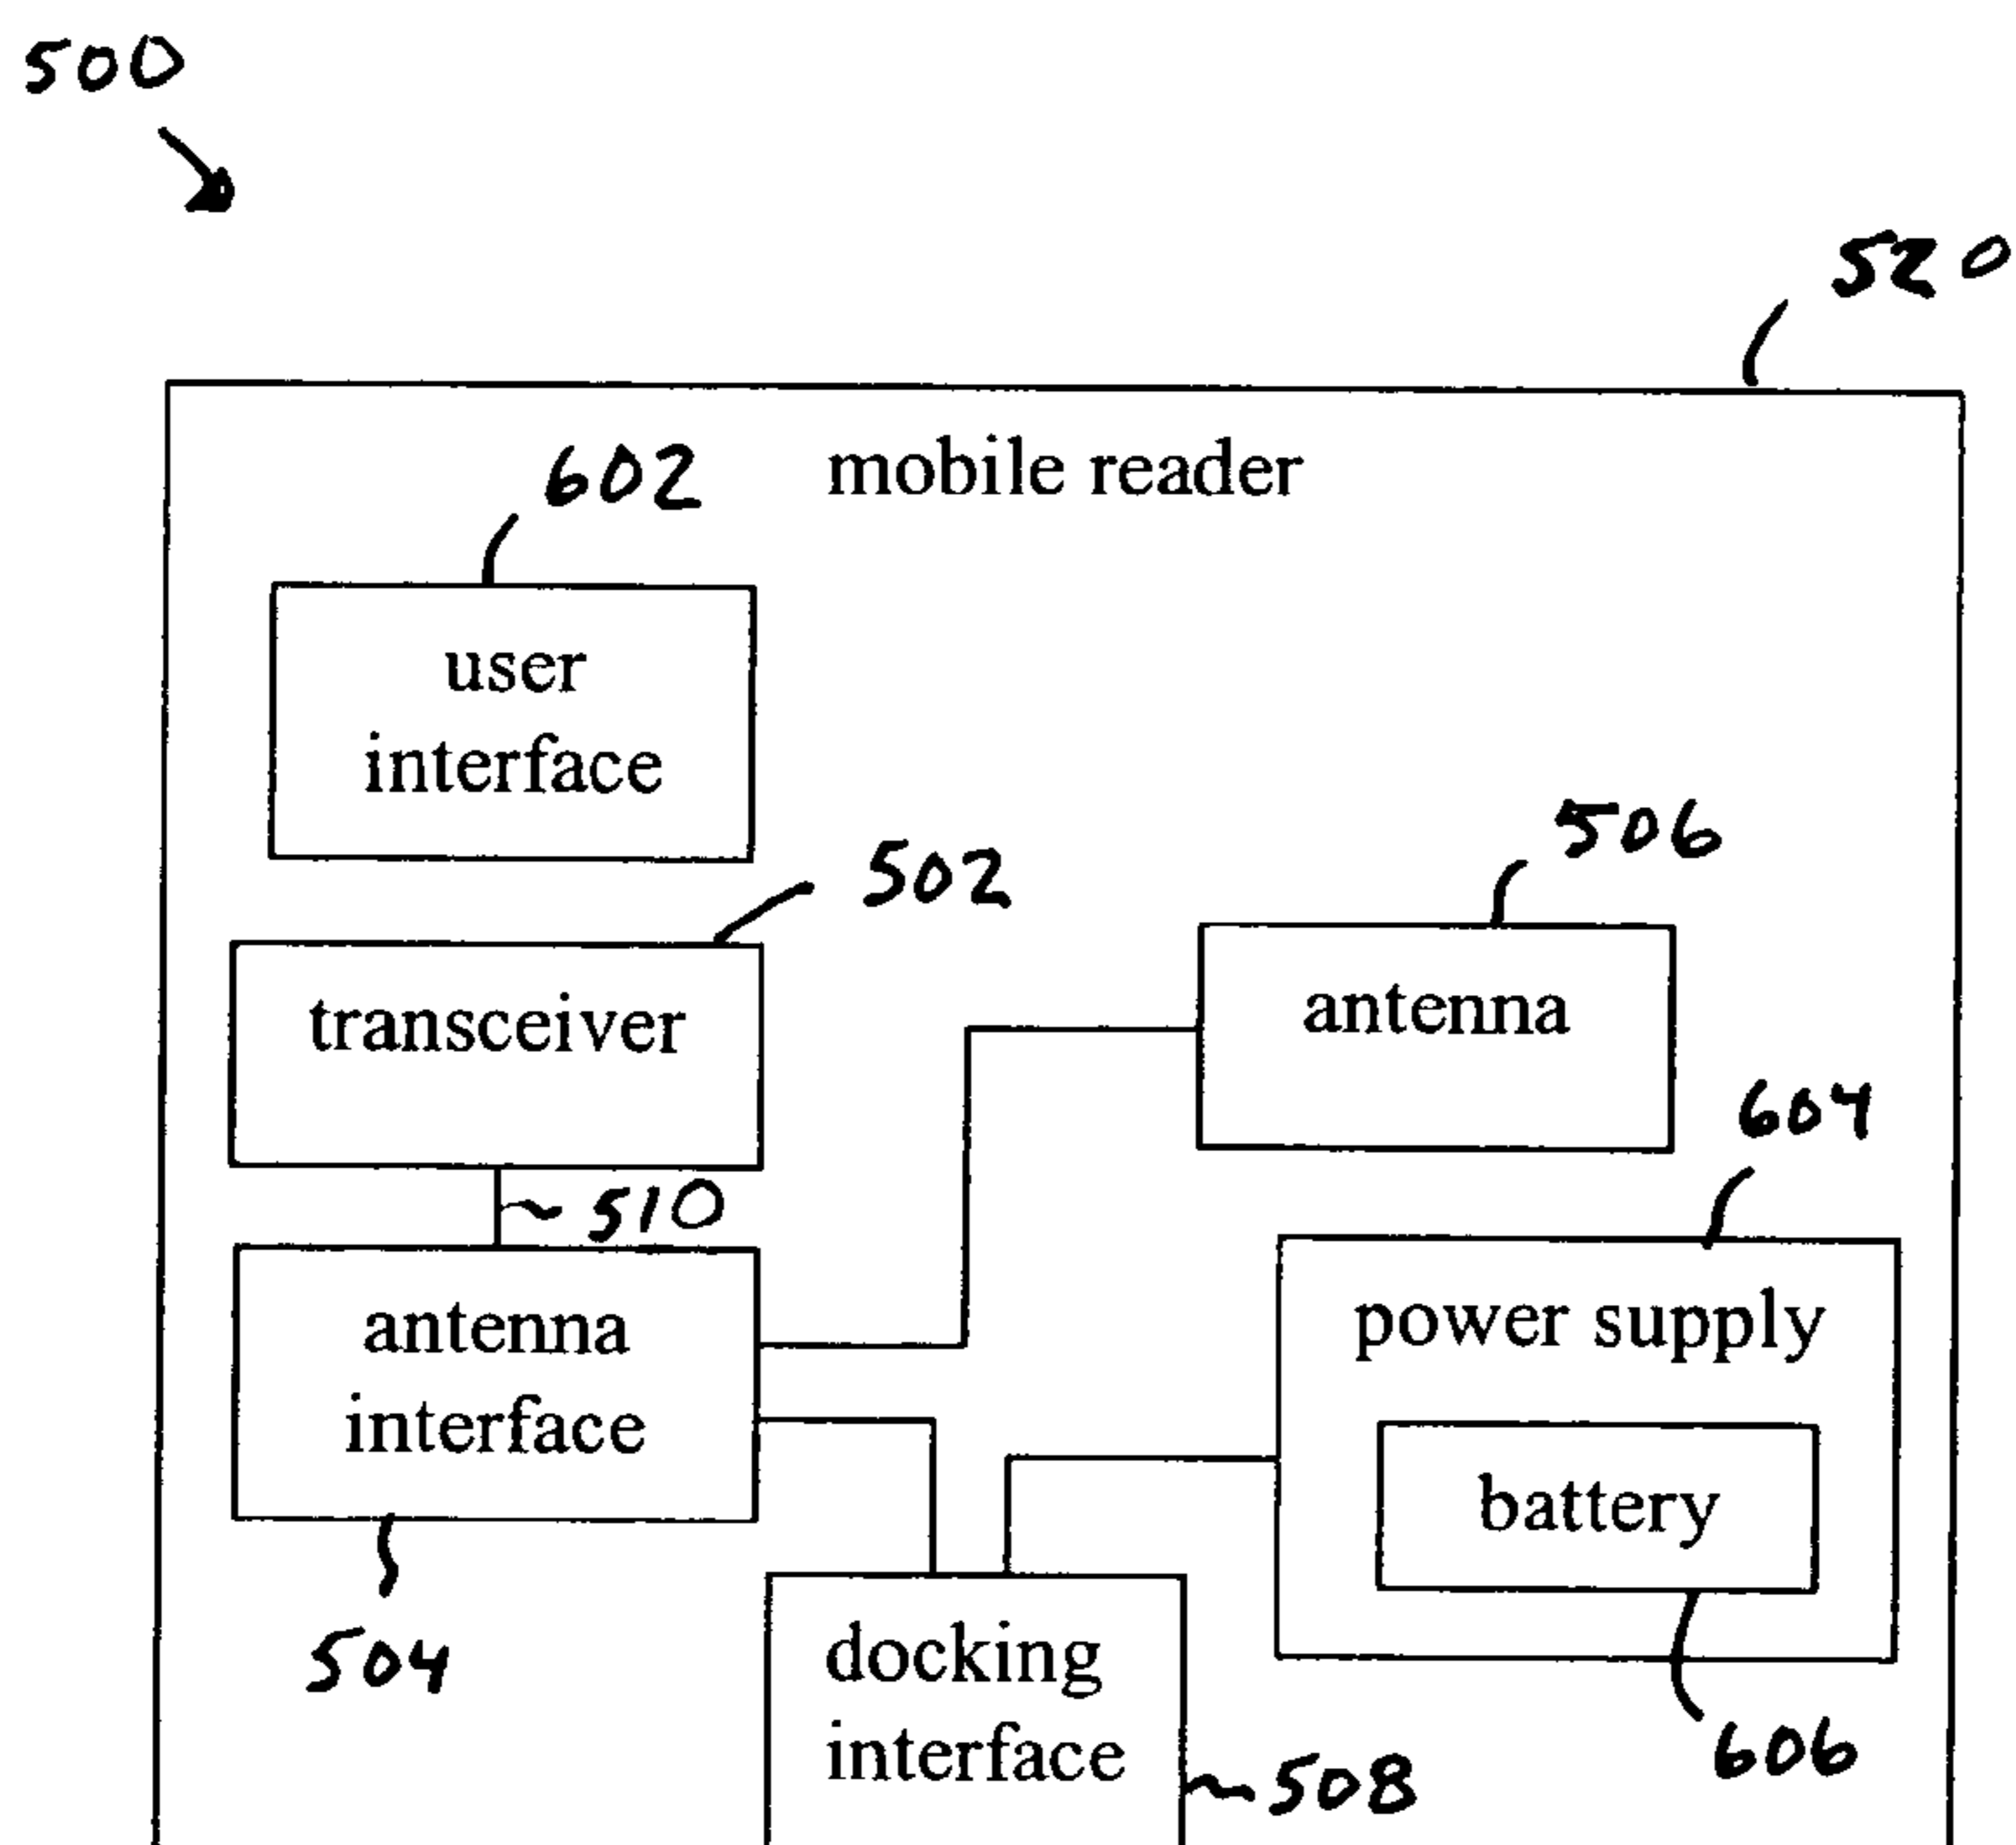 500
520
mobile reader
602
user
interface
502
506
transceiver
antenna
604
510
antenna
interface
power supply
battery
504
docking
interface
508
606